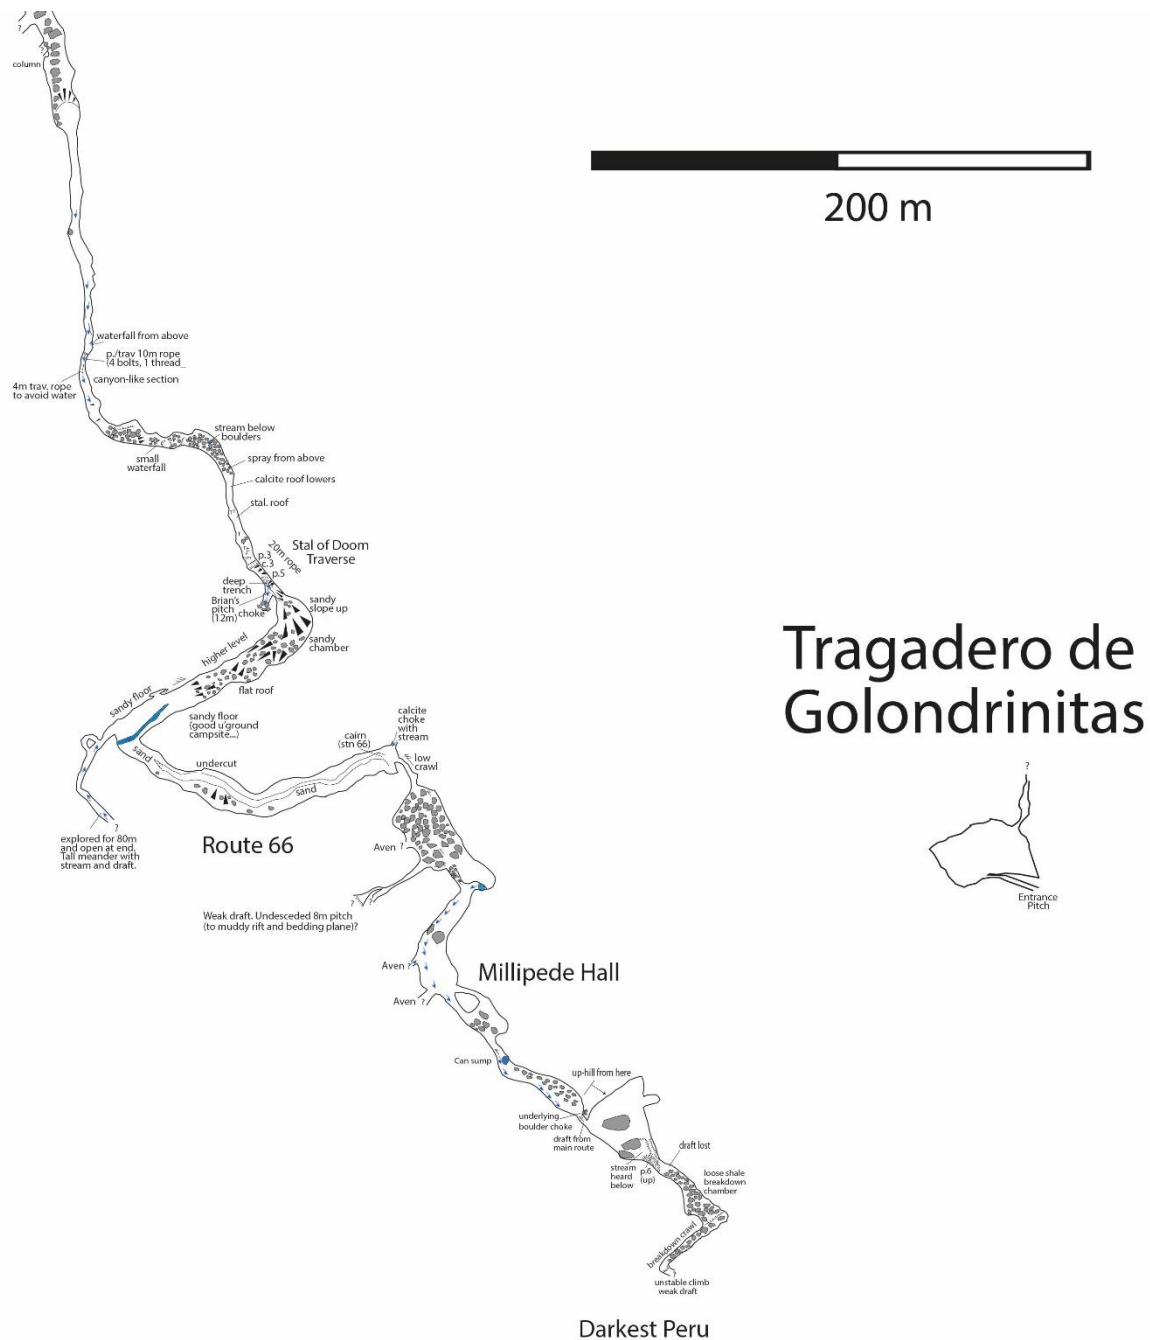 ?
?
column
200 m
waterfall from above
p./trav 10m rope
(4 bolts, 1 thread_
canyon-like section
4m trav. rope
to avoid water
stream below
boulders
small
waterfall
spray from above
calcite roof lowers
stal. roof
Stal of Doom
Traverse
20m rope
p.3
c.3
p.5
deep
trench
Brian's
pitch
(12m)
choke
sandy
slope up
sandy
chamber
higher level
flat roof
sandy floor
sandy floor
(good u'ground
campsite...)
Tragadero de
Golondrinitas
calcite
choke
with
stream
cairn
(stn 66)
low
crawl
sand
undercut
sand
?
explored for 80m
and open at end.
Tall meander with
stream and draft.
Route 66
Aven ?
?
Entrance
Pitch
? ?
Weak draft. Undesceded 8m pitch
(to muddy rift and bedding plane)?
Aven ?
Millipede Hall
Aven ?
Can sump
up-hill from here
underlying
boulder choke
draft from
main route
draft lost
stream
heard
below
p.6
(up)
loose shale
breakdown
chamber
breakdown crawl
?
unstable climb
weak draft
Darkest Peru